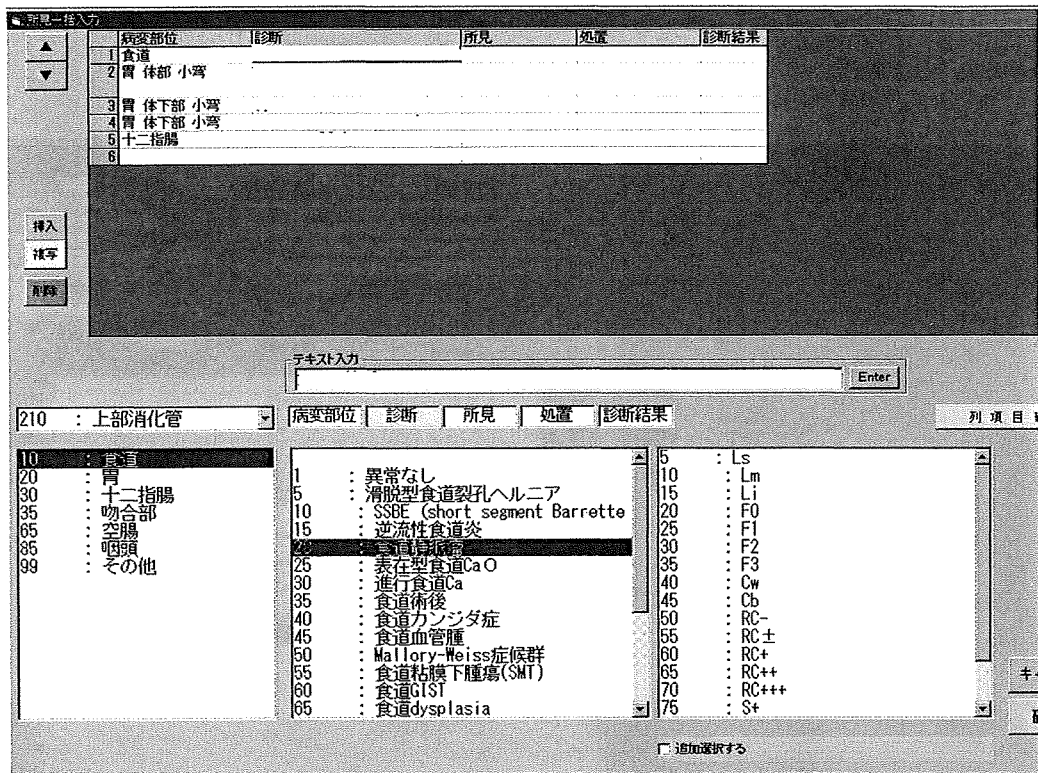 所見一括入力
▲
▼
病変部位 診断 所見 処置 診断結果
1 食道
2 胃 体部 小弯
3 胃 体下部 小弯
4 胃 体下部 小弯
5 十二指腸
6
挿入
複写
削除
テキスト入力
Enter
210 : 上部消化管
病変部位 診断 所見 処置 診断結果
列項目
10 : 食道
20 : 胃
30 : 十二指腸
35 : 吻合部
65 : 空腸
85 : 咽頭
99 : その他
1 : 異常なし
5 : 滑脱型食道裂孔ヘルニア
10 : SSBE (short segment Barrette
15 : 逆流性食道炎
20 : 食道静脈瘤
25 : 表在型食道Ca○
30 : 進行食道Ca
35 : 食道術後
40 : 食道カンジダ症
45 : 食道血管腫
50 : Mallory-Weiss症候群
55 : 食道粘膜下腫瘍(SMT)
60 : 食道GIST
65 : 食道dysplasia
5 : Ls
10 : Lm
15 : Li
20 : F0
25 : F1
30 : F2
35 : F3
40 : Cw
45 : Cb
50 : RC-
55 : RC±
60 : RC+
65 : RC++
70 : RC+++
75 : S+
キ
追加選択する